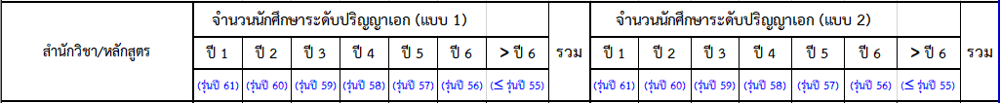 จำนวนนักศึกษาระดับปริญญาเอก (แบบ 1) จำนวนนักศึกษาระดับปริญญาเอก (แบบ 2)
สำนักวิชา/หลักสูตร ปี 1 ปี 2 ปี 3 ปี 4 ปี 5 ปี 6 > ปี 6 รวม ปี 1 ปี 2 ปี 3 ปี 4 ปี 5 ปี 6 > ปี 6 รวม
(รุ่นปี 61) (รุ่นปี 60) (รุ่นปี 59) (รุ่นปี 58) (รุ่นปี 57) (รุ่นปี 56) (≤ รุ่นปี 55) (รุ่นปี 61) (รุ่นปี 60) (รุ่นปี 59) (รุ่นปี 58) (รุ่นปี 57) (รุ่นปี 56) (≤ รุ่นปี 55)